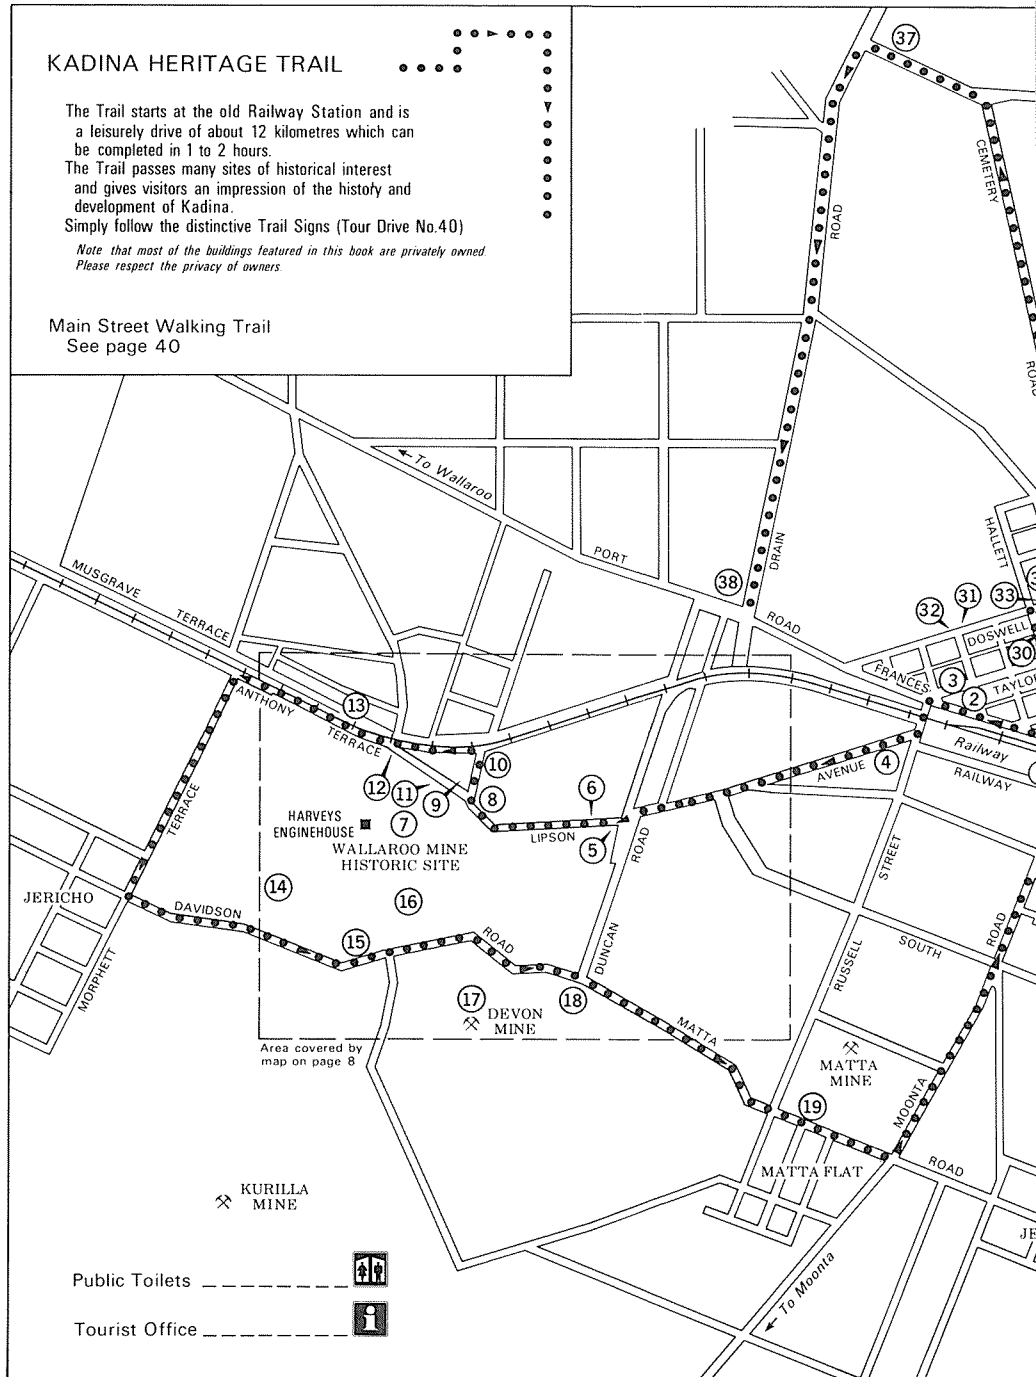 KADINA HERITAGE TRAIL
The Trail starts at the old Railway Station and is
a leisurely drive of about 12 kilometres which can
be completed in 1 to 2 hours.
The Trail passes many sites of historical interest
and gives visitors an impression of the history and
development of Kadina.
Simply follow the distinctive Trail Signs (Tour Drive No.40)
Note that most of the buildings featured in this book are privately owned.
Please respect the privacy of owners.
Main Street Walking Trail
See page 40
37
CEMETERY
ROAD
ROAD
DRAIN
To Wallaroo
PORT
ROAD
38
HALLETT
33
31
32
DOSWELL
30
FRANCES
3
2
TAYLOR
MUSGRAVE
TERRACE
ANTHONY
TERRACE
13
12
11
9
10
8
6
5
4
LIPSON
AVENUE
Railway
RAILWAY
HARVEYS
ENGINEHOUSE
7
WALLAROO MINE
HISTORIC SITE
TERRACE
JERICHO
MORPHETT
14
16
DAVIDSON
15
ROAD
ROAD
DUNCAN
STREET
RUSSELL
SOUTH
ROAD
MOONTA
17
DEVON
MINE
18
MATTA
Area covered by
map on page 8
MATTA
MINE
19
MATTA FLAT
ROAD
KURILLA
MINE
JE
To Moonta
Public Toilets
Tourist Office
i